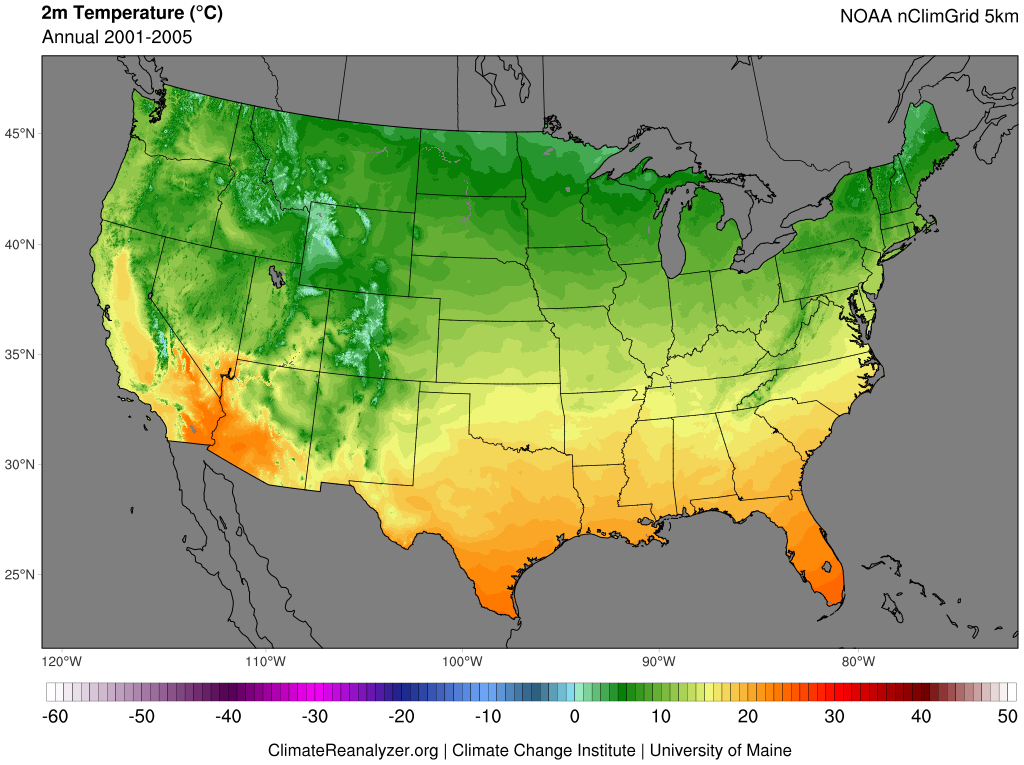 2m Temperature (°C)
NOAA nClimGrid 5km
Annual 2001-2005
45°N
40°N
35°N
30°N
25°N
120°W 110°W 100°W 90°W 80°W
-60 -50 -40 -30 -20 -10 0 10 20 30 40 50
ClimateReanalyzer.org | Climate Change Institute | University of Maine